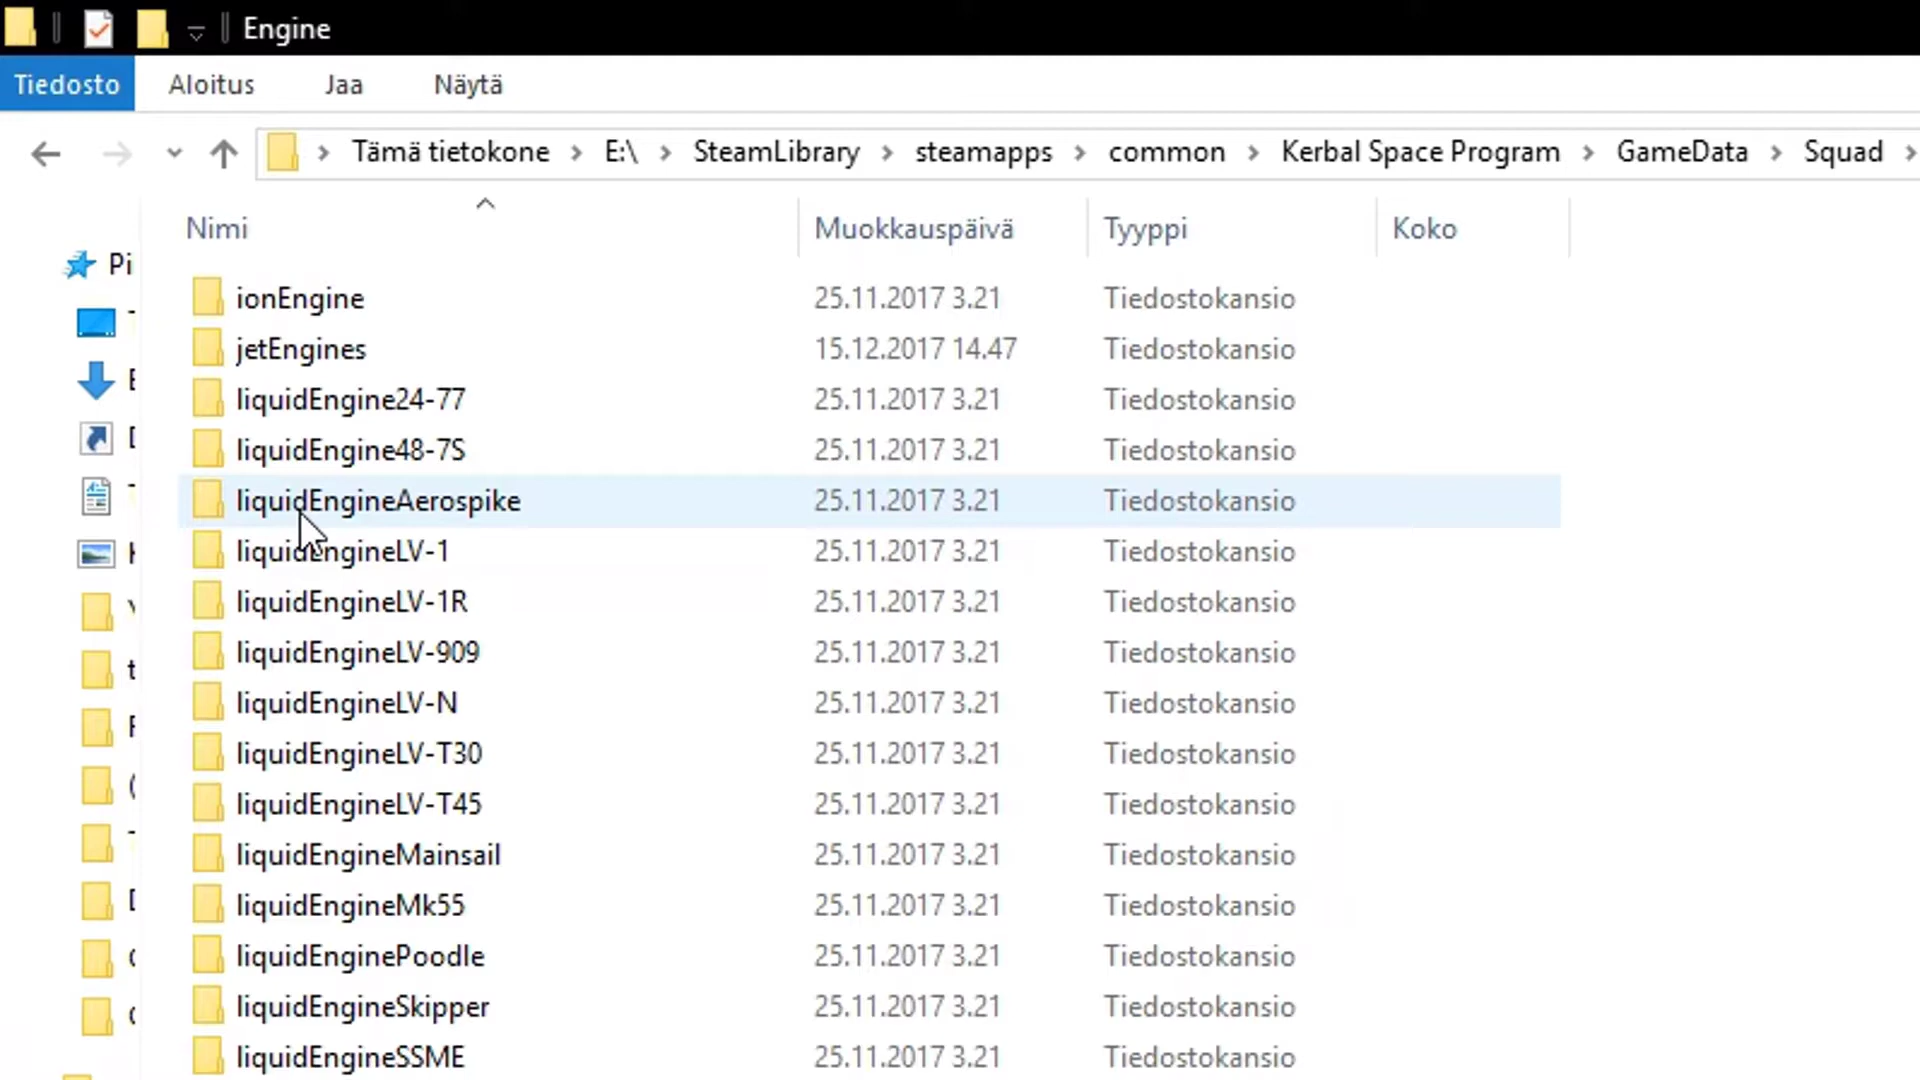 Engine
Tiedosto Aloitus Jaa Näytä
Tämä tietokone > E:\ > SteamLibrary > steamapps > common > Kerbal Space Program > GameData > Squad >
Nimi Muokkauspäivä Tyyppi Koko
Pi
ionEngine 25.11.2017 3.21 Tiedostokansio
jetEngines 15.12.2017 14.47 Tiedostokansio
liquidEngine24-77 25.11.2017 3.21 Tiedostokansio
liquidEngine48-7S 25.11.2017 3.21 Tiedostokansio
liquidEngineAerospike 25.11.2017 3.21 Tiedostokansio
liquidEngineLV-1 25.11.2017 3.21 Tiedostokansio
liquidEngineLV-1R 25.11.2017 3.21 Tiedostokansio
liquidEngineLV-909 25.11.2017 3.21 Tiedostokansio
liquidEngineLV-N 25.11.2017 3.21 Tiedostokansio
liquidEngineLV-T30 25.11.2017 3.21 Tiedostokansio
liquidEngineLV-T45 25.11.2017 3.21 Tiedostokansio
liquidEngineMainsail 25.11.2017 3.21 Tiedostokansio
liquidEngineMk55 25.11.2017 3.21 Tiedostokansio
liquidEnginePoodle 25.11.2017 3.21 Tiedostokansio
liquidEngineSkipper 25.11.2017 3.21 Tiedostokansio
liquidEngineSSME 25.11.2017 3.21 Tiedostokansio